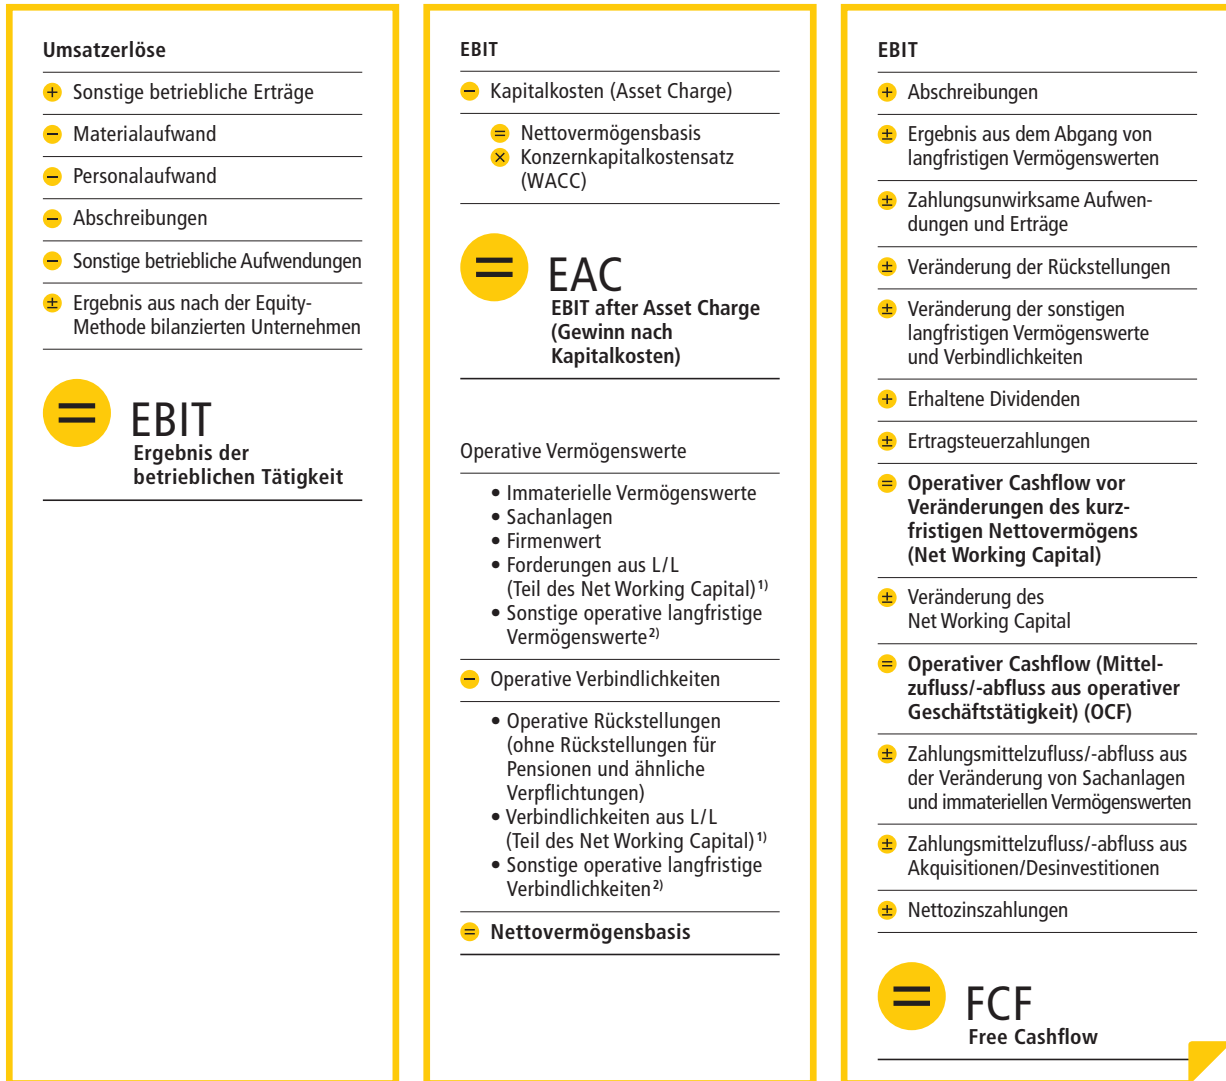 Umsatzerlöse
+ Sonstige betriebliche Erträge
− Materialaufwand
− Personalaufwand
− Abschreibungen
− Sonstige betriebliche Aufwendungen
± Ergebnis aus nach der Equity-
Methode bilanzierten Unternehmen
= EBIT
Ergebnis der
betrieblichen Tätigkeit
EBIT
− Kapitalkosten (Asset Charge)
= Nettovermögensbasis
× Konzernkapitalkostensatz
(WACC)
= EAC
EBIT after Asset Charge
(Gewinn nach
Kapitalkosten)
Operative Vermögenswerte
• Immaterielle Vermögenswerte
• Sachanlagen
• Firmenwert
• Forderungen aus L/L
(Teil des Net Working Capital)1)
• Sonstige operative langfristige
Vermögenswerte2)
− Operative Verbindlichkeiten
• Operative Rückstellungen
(ohne Rückstellungen für
Pensionen und ähnliche
Verpflichtungen)
• Verbindlichkeiten aus L/L
(Teil des Net Working Capital)1)
• Sonstige operative langfristige
Verbindlichkeiten2)
= Nettovermögensbasis
EBIT
+ Abschreibungen
± Ergebnis aus dem Abgang von
langfristigen Vermögenswerten
± Zahlungsunwirksame Aufwen-
dungen und Erträge
± Veränderung der Rückstellungen
± Veränderung der sonstigen
langfristigen Vermögenswerte
und Verbindlichkeiten
+ Erhaltene Dividenden
± Ertragsteuerzahlungen
= Operativer Cashflow vor
Veränderungen des kurz-
fristigen Nettovermögens
(Net Working Capital)
± Veränderung des
Net Working Capital
= Operativer Cashflow (Mittel-
zufluss/-abfluss aus operativer
Geschäftstätigkeit) (OCF)
± Zahlungsmittelzufluss/-abfluss aus
der Veränderung von Sachanlagen
und immateriellen Vermögenswerten
± Zahlungsmittelzufluss/-abfluss aus
Akquisitionen/Desinvestitionen
± Nettozinszahlungen
= FCF
Free Cashflow